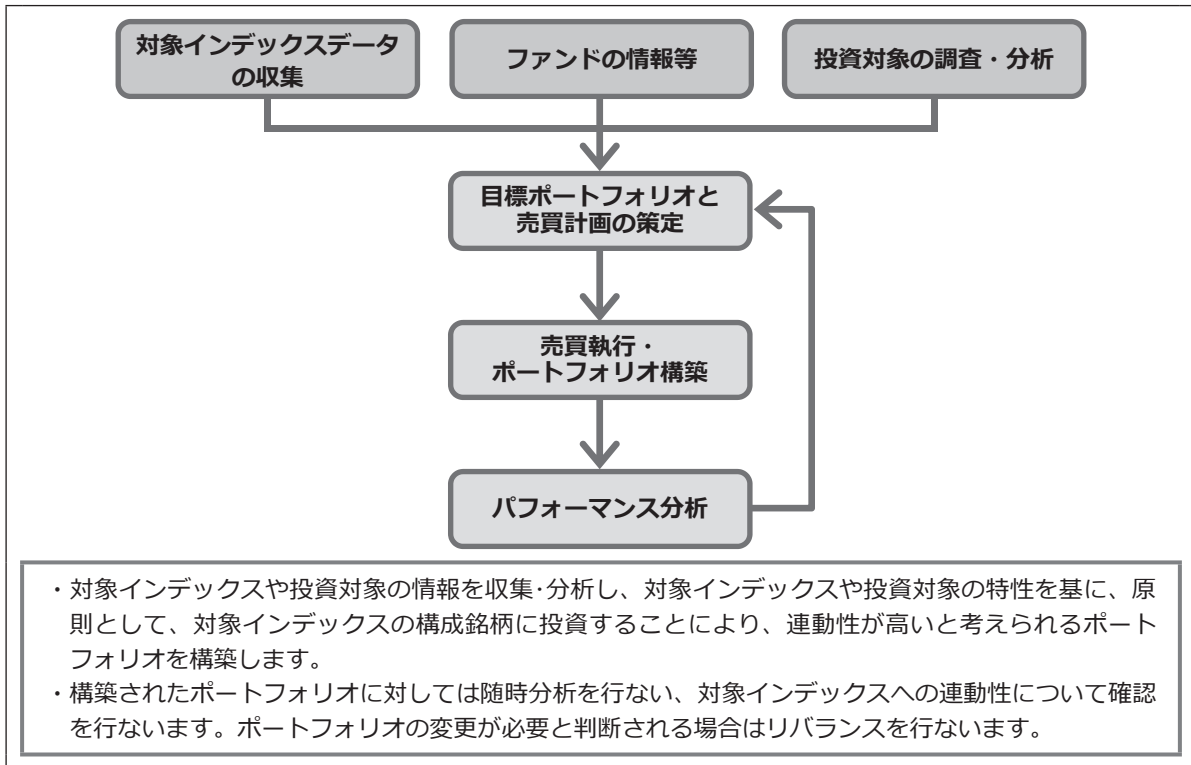 対象インデックスデータ
の収集
ファンドの情報等
投資対象の調査・分析
目標ポートフォリオと
売買計画の策定
売買執行・
ポートフォリオ構築
パフォーマンス分析
・対象インデックスや投資対象の情報を収集･分析し、対象インデックスや投資対象の特性を基に、原
則として、対象インデックスの構成銘柄に投資することにより、連動性が高いと考えられるポート
フォリオを構築します。
・構築されたポートフォリオに対しては随時分析を行ない、対象インデックスへの連動性について確認
を行ないます。ポートフォリオの変更が必要と判断される場合はリバランスを行ないます。